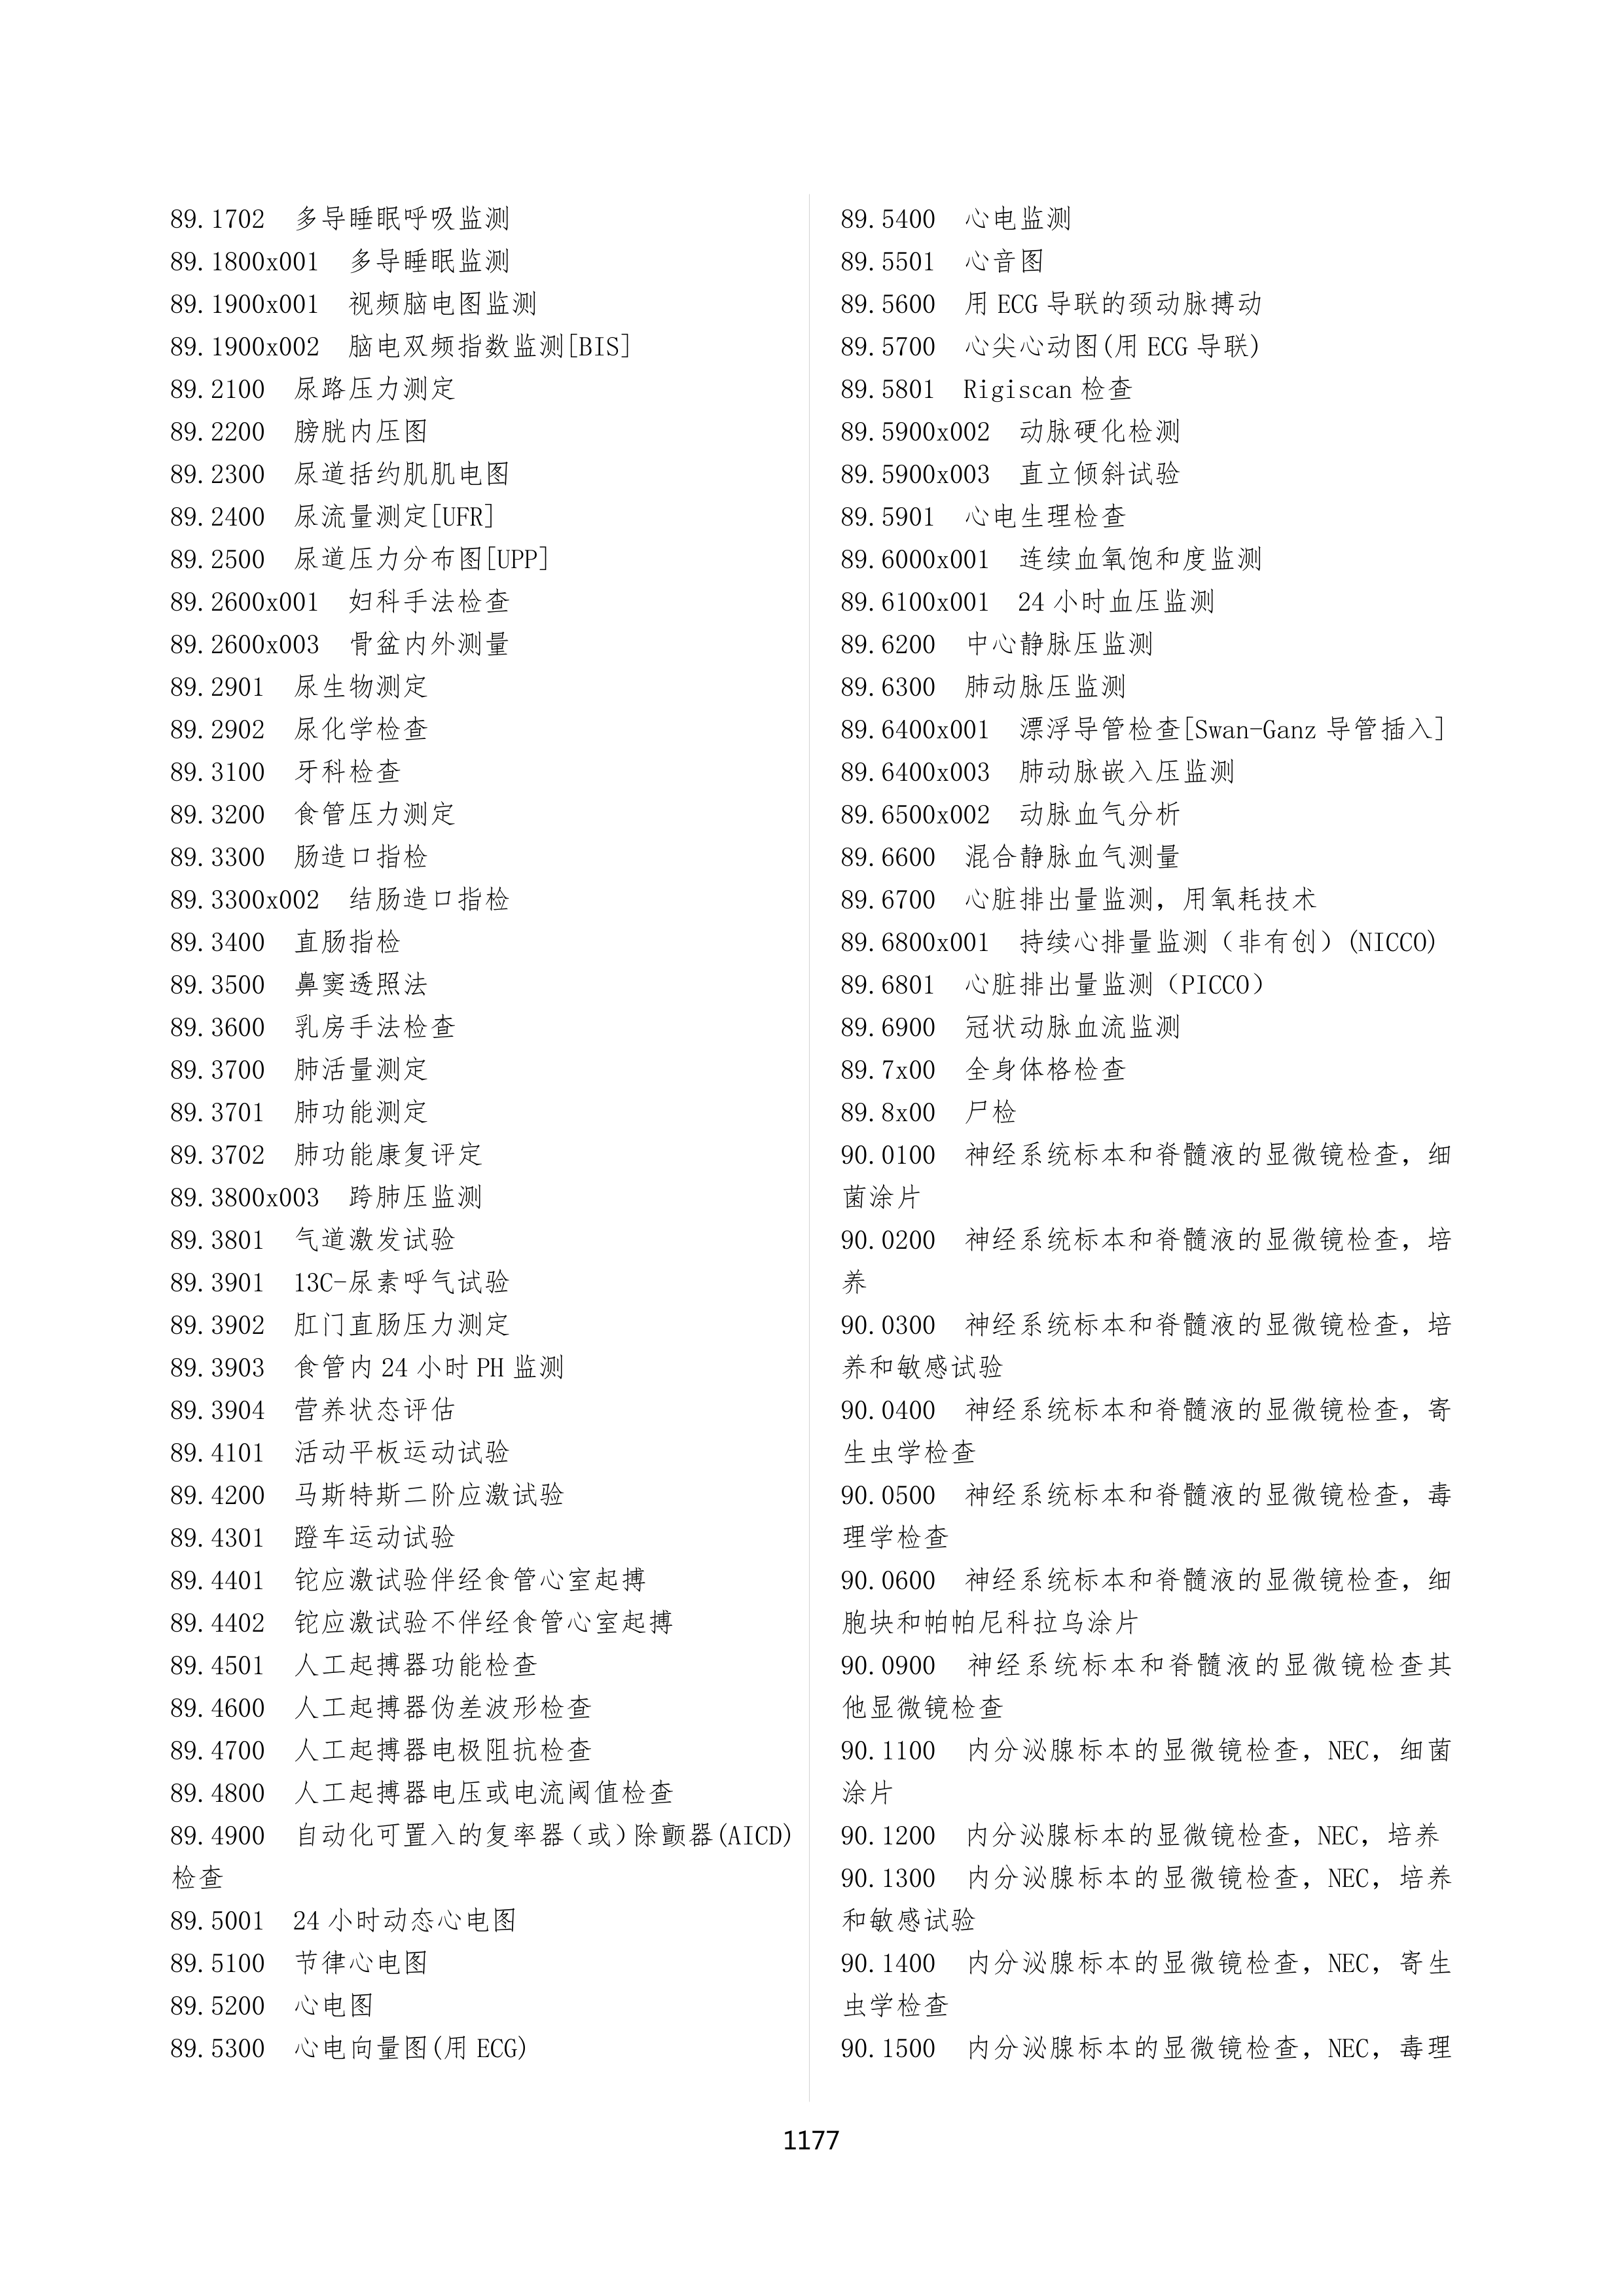 89.1702 多导睡眠呼吸监测
89.1800x001 多导睡眠监测
89.1900x001 视频脑电图监测
89.1900x002 脑电双频指数监测[BIS]
89.2100 尿路压力测定
89.2200 膀胱内压图
89.2300 尿道括约肌肌电图
89.2400 尿流量测定[UFR]
89.2500 尿道压力分布图[UPP]
89.2600x001 妇科手法检查
89.2600x003 骨盆内外测量
89.2901 尿生物测定
89.2902 尿化学检查
89.3100 牙科检查
89.3200 食管压力测定
89.3300 肠造口指检
89.3300x002 结肠造口指检
89.3400 直肠指检
89.3500 鼻窦透照法
89.3600 乳房手法检查
89.3700 肺活量测定
89.3701 肺功能测定
89.3702 肺功能康复评定
89.3800x003 跨肺压监测
89.3801 气道激发试验
89.3901 13C-尿素呼气试验
89.3902 肛门直肠压力测定
89.3903 食管内 24 小时 PH 监测
89.3904 营养状态评估
89.4101 活动平板运动试验
89.4200 马斯特斯二阶应激试验
89.4301 蹬车运动试验
89.4401 铊应激试验伴经食管心室起搏
89.4402 铊应激试验不伴经食管心室起搏
89.4501 人工起搏器功能检查
89.4600 人工起搏器伪差波形检查
89.4700 人工起搏器电极阻抗检查
89.4800 人工起搏器电压或电流阈值检查
89.4900 自动化可置入的复率器(或)除颤器(AICD)
检查
89.5001 24 小时动态心电图
89.5100 节律心电图
89.5200 心电图
89.5300 心电向量图(用 ECG)
89.5400 心电监测
89.5501 心音图
89.5600 用 ECG 导联的颈动脉搏动
89.5700 心尖心动图(用 ECG 导联)
89.5801 Rigiscan 检查
89.5900x002 动脉硬化检测
89.5900x003 直立倾斜试验
89.5901 心电生理检查
89.6000x001 连续血氧饱和度监测
89.6100x001 24 小时血压监测
89.6200 中心静脉压监测
89.6300 肺动脉压监测
89.6400x001 漂浮导管检查[Swan-Ganz 导管插入]
89.6400x003 肺动脉嵌入压监测
89.6500x002 动脉血气分析
89.6600 混合静脉血气测量
89.6700 心脏排出量监测，用氧耗技术
89.6800x001 持续心排量监测（非有创）(NICCO)
89.6801 心脏排出量监测（PICCO）
89.6900 冠状动脉血流监测
89.7x00 全身体格检查
89.8x00 尸检
90.0100 神经系统标本和脊髓液的显微镜检查，细
菌涂片
90.0200 神经系统标本和脊髓液的显微镜检查，培
养
90.0300 神经系统标本和脊髓液的显微镜检查，培
养和敏感试验
90.0400 神经系统标本和脊髓液的显微镜检查，寄
生虫学检查
90.0500 神经系统标本和脊髓液的显微镜检查，毒
理学检查
90.0600 神经系统标本和脊髓液的显微镜检查，细
胞块和帕帕尼科拉乌涂片
90.0900 神经系统标本和脊髓液的显微镜检查其
他显微镜检查
90.1100 内分泌腺标本的显微镜检查，NEC，细菌
涂片
90.1200 内分泌腺标本的显微镜检查，NEC，培养
90.1300 内分泌腺标本的显微镜检查，NEC，培养
和敏感试验
90.1400 内分泌腺标本的显微镜检查，NEC，寄生
虫学检查
90.1500 内分泌腺标本的显微镜检查，NEC，毒理
1177